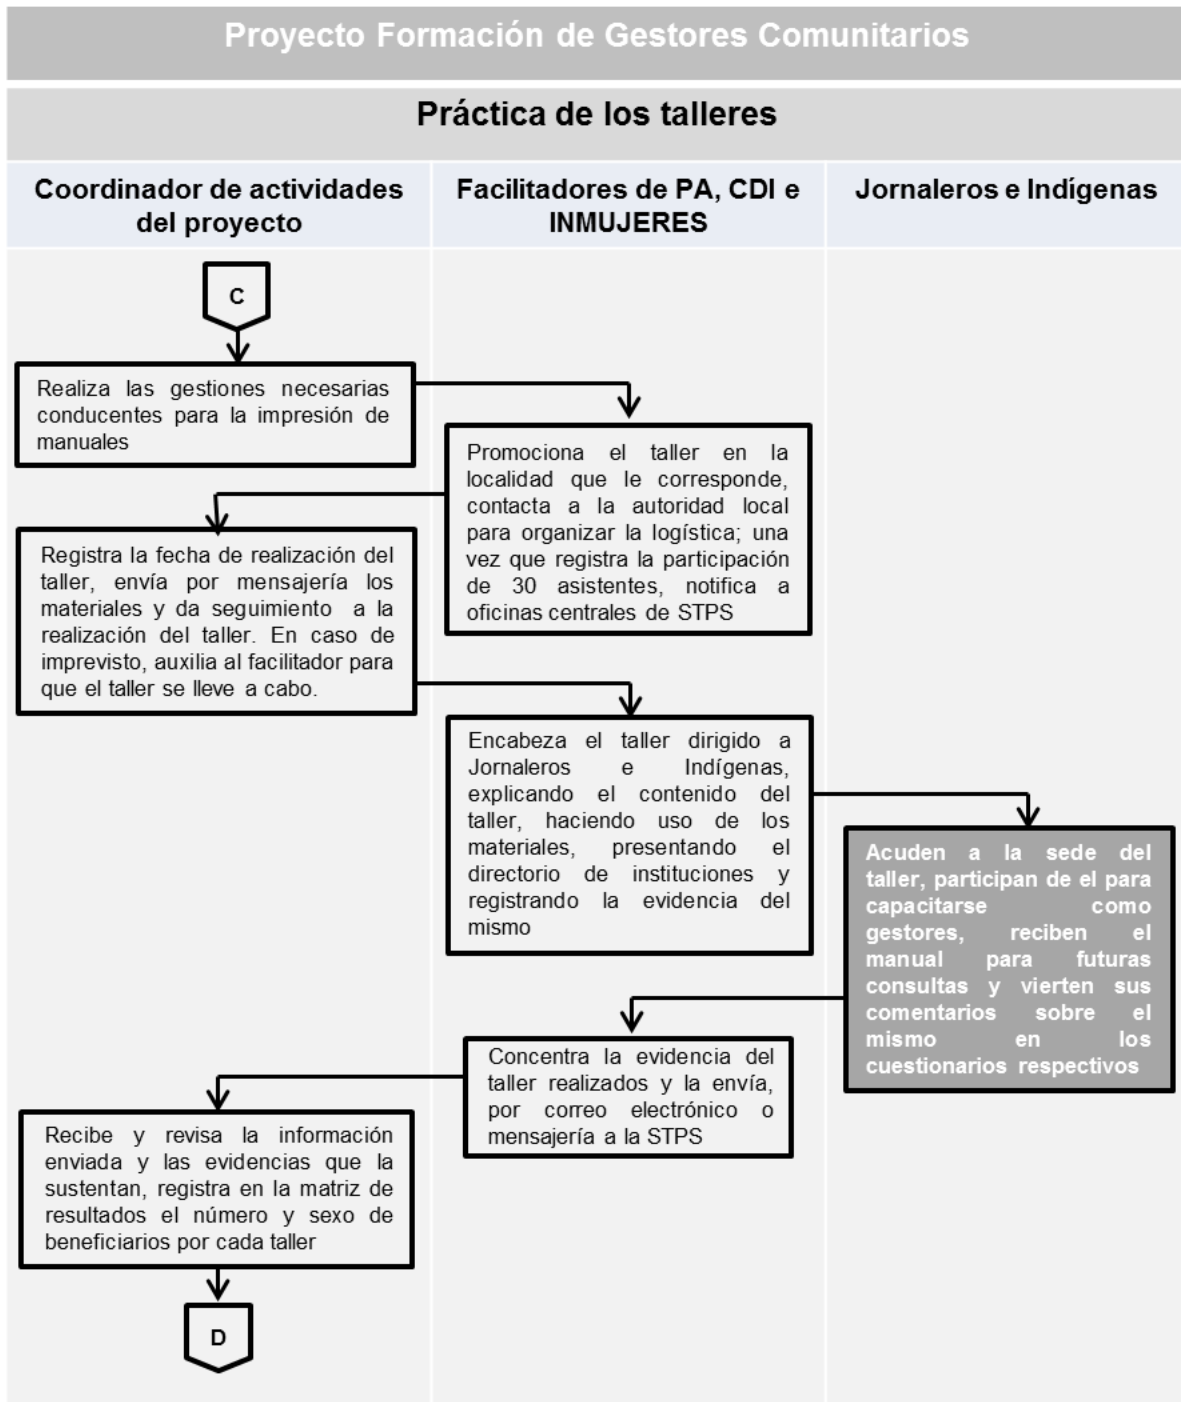 Proyecto Formación de Gestores Comunitarios
Práctica de los talleres
Coordinador de actividades
del proyecto
Facilitadores de PA, CDI e
INMUJERES
Jornaleros e Indígenas
C
Realiza las gestiones necesarias
conducentes para la impresión de
manuales
Promociona el taller en la
localidad que le corresponde,
contacta a la autoridad local
para organizar la logística; una
vez que registra la participación
de 30 asistentes, notifica a
oficinas centrales de STPS
Registra la fecha de realización del
taller, envía por mensajería los
materiales y da seguimiento a la
realización del taller. En caso de
imprevisto, auxilia al facilitador para
que el taller se lleve a cabo.
Encabeza el taller dirigido a
Jornaleros e Indígenas,
explicando el contenido del
taller, haciendo uso de los
materiales, presentando el
directorio de instituciones y
registrando la evidencia del
mismo
Acuden a la sede del
taller, participan de el para
capacitarse como
gestores, reciben el
manual para futuras
consultas y vierten sus
comentarios sobre el
mismo en los
cuestionarios respectivos
Concentra la evidencia del
taller realizados y la envía,
por correo electrónico o
mensajería a la STPS
Recibe y revisa la información
enviada y las evidencias que la
sustentan, registra en la matriz de
resultados el número y sexo de
beneficiarios por cada taller
D